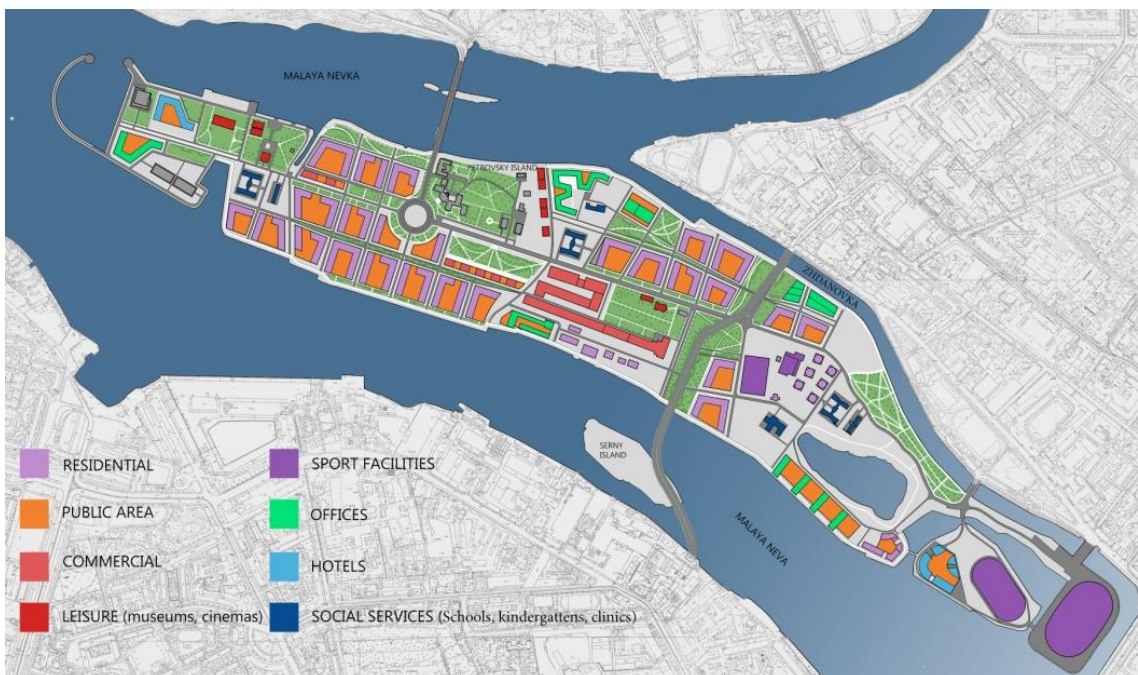 MALAYA NEVKA
PETROVSKY ISLAND
ZHDANOVKA
SERNY
ISLAND
MALAYA NEVA
RESIDENTIAL
PUBLIC AREA
COMMERCIAL
LEISURE (museums, cinemas)
SPORT FACILITIES
OFFICES
HOTELS
SOCIAL SERVICES (Schools, kindergattens, clinics)